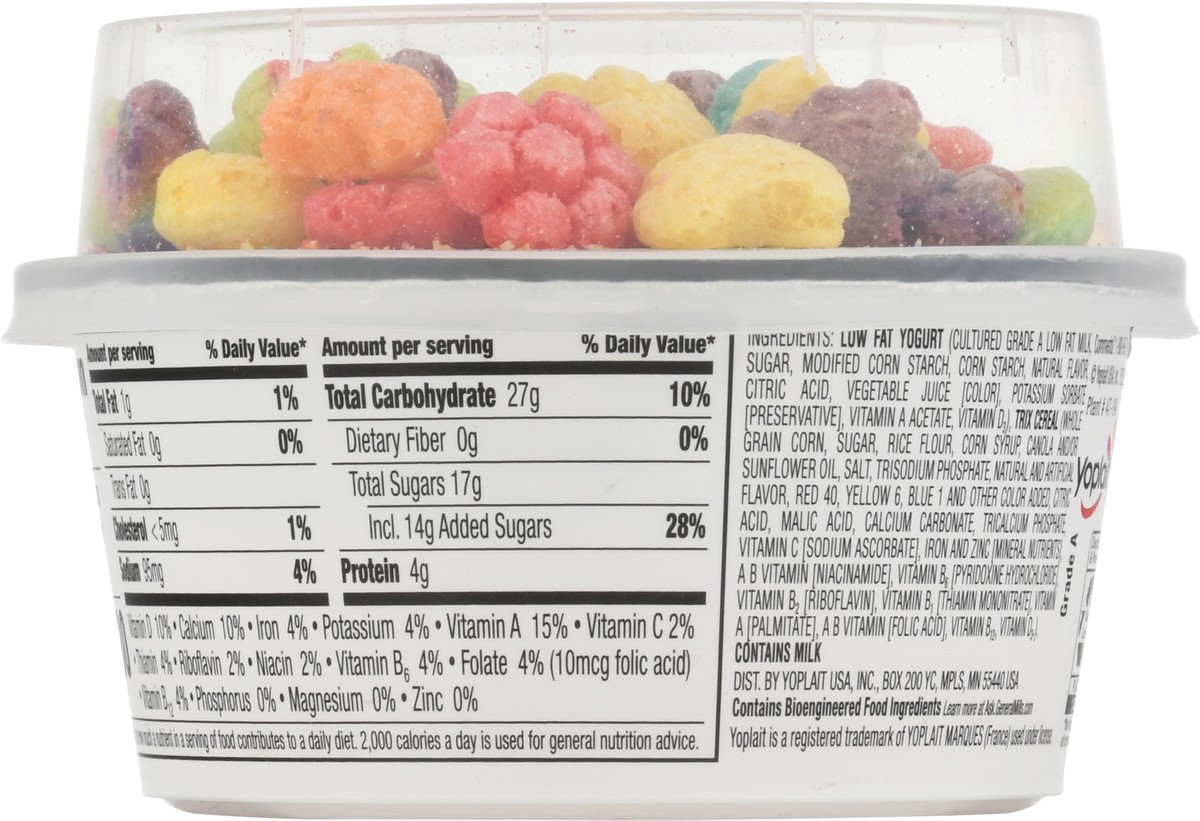 Amount per serving % Daily Value*
Total Fat 1g 1%
Saturated Fat 0g 0%
Trans Fat 0g
Cholesterol <5mg 1%
Sodium 95mg 4%
Amount per serving % Daily Value*
Total Carbohydrate 27g 10%
Dietary Fiber 0g 0%
Total Sugars 17g
Incl. 14g Added Sugars 28%
Protein 4g
Vitamin D 10% • Calcium 10% • Iron 4% • Potassium 4% • Vitamin A 15% • Vitamin C 2%
• Thiamin 4% • Riboflavin 2% • Niacin 2% • Vitamin B6 4% • Folate 4% (10mcg folic acid)
• Vitamin B12 4% • Phosphorus 0% • Magnesium 0% • Zinc 0%
much a nutrient in a serving of food contributes to a daily diet. 2,000 calories a day is used for general nutrition advice.
INGREDIENTS: LOW FAT YOGURT (CULTURED GRADE A LOW FAT MILK,
SUGAR, MODIFIED CORN STARCH, CORN STARCH, NATURAL FLAVOR,
CITRIC ACID, VEGETABLE JUICE [COLOR], POTASSIUM SORBATE
[PRESERVATIVE], VITAMIN A ACETATE, VITAMIN D3), TRIX CEREAL (WHOLE
GRAIN CORN, SUGAR, RICE FLOUR, CORN SYRUP, CANOLA AND/OR
SUNFLOWER OIL, SALT, TRISODIUM PHOSPHATE, NATURAL AND ARTIFICIAL
FLAVOR, RED 40, YELLOW 6, BLUE 1 AND OTHER COLOR ADDED, CITRIC
ACID, MALIC ACID, CALCIUM CARBONATE, TRICALCIUM PHOSPHATE,
VITAMIN C [SODIUM ASCORBATE], IRON AND ZINC [MINERAL NUTRIENTS],
A B VITAMIN [NIACINAMIDE], VITAMIN B6 [PYRIDOXINE HYDROCHLORIDE],
VITAMIN B2 [RIBOFLAVIN], VITAMIN B1 [THIAMIN MONONITRATE], VITAMIN
A [PALMITATE], A B VITAMIN [FOLIC ACID], VITAMIN B12, VITAMIN D3).
CONTAINS MILK
DIST. BY YOPLAIT USA, INC., BOX 200 YC, MPLS, MN 55440 USA
Contains Bioengineered Food Ingredients Learn more at Ask.GeneralMills.com
Yoplait is a registered trademark of YOPLAIT MARQUES (France) used under license.
Plant #
Yoplait
Grade A